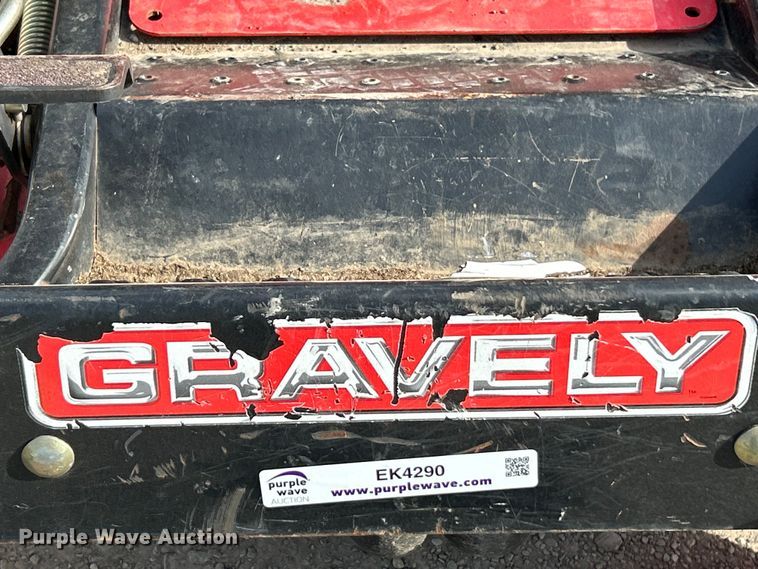 GRAVELY
purple
wave
AUCTION
EK4290
www.purplewave.com
Purple Wave Auction